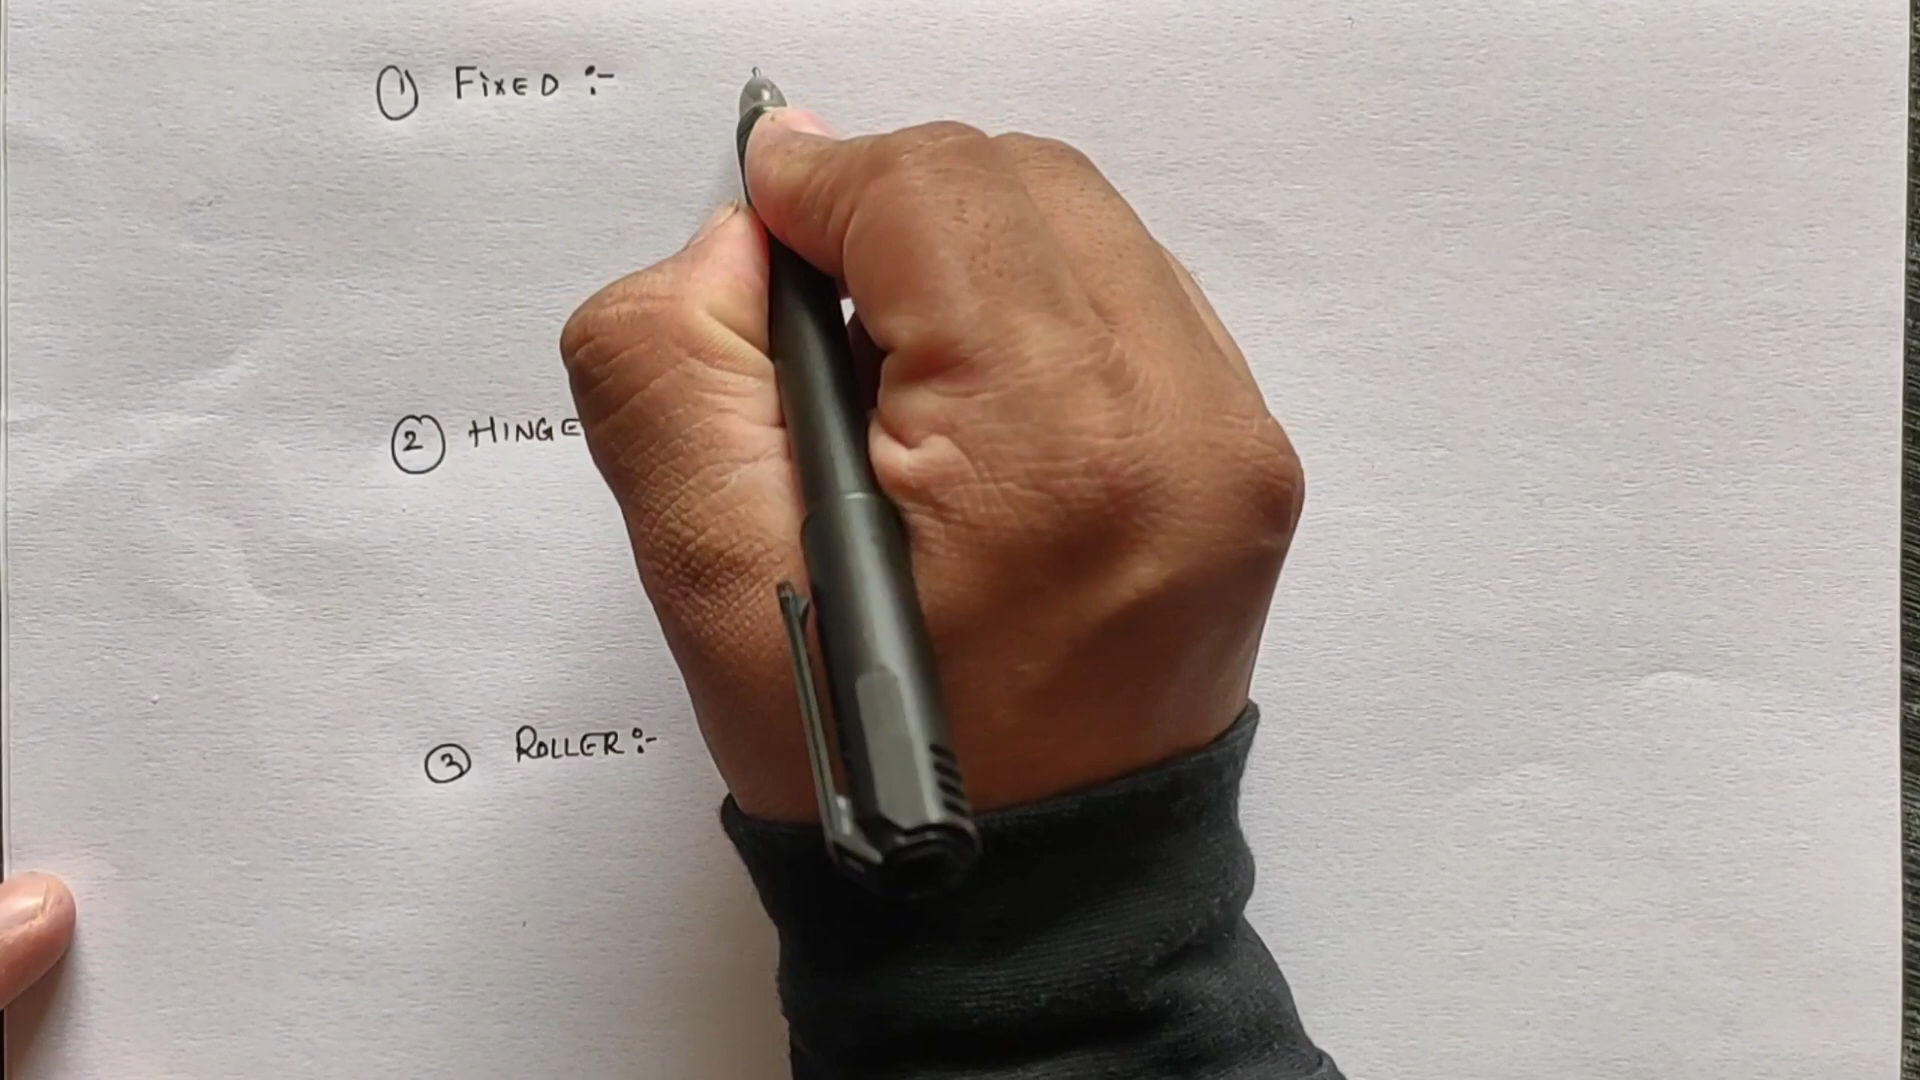 ① FixED :-
② HINGE
③ ROLLER :-